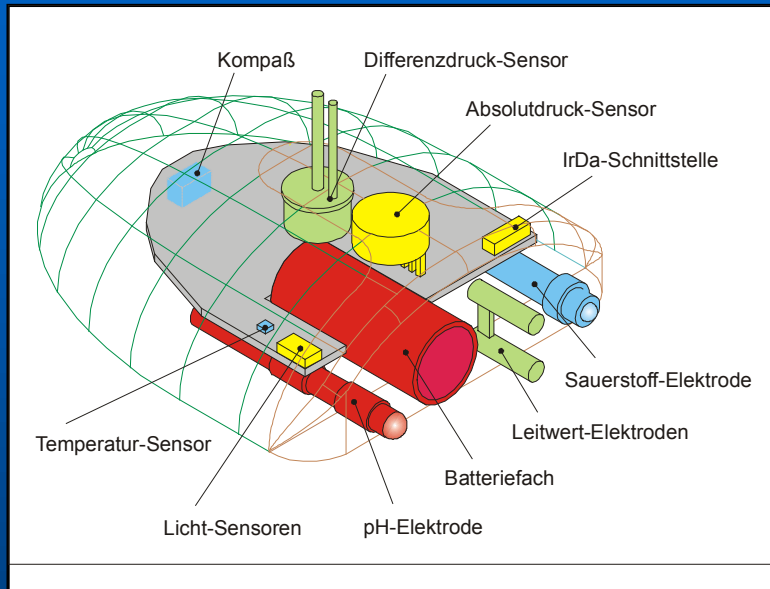 Kompaß
Differenzdruck-Sensor
Absolutdruck-Sensor
IrDa-Schnittstelle
Sauerstoff-Elektrode
Leitwert-Elektroden
Temperatur-Sensor
Batteriefach
Licht-Sensoren
pH-Elektrode